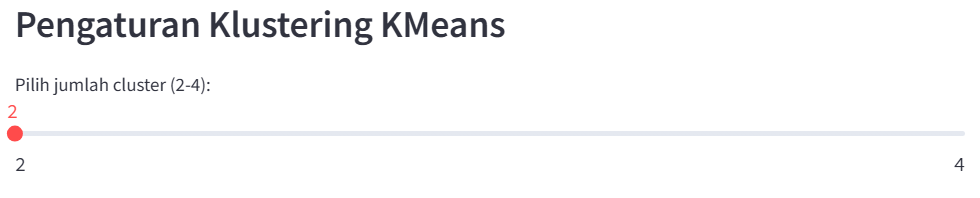 Pengaturan Klustering KMeans
Pilih jumlah cluster (2-4):
2
2 4